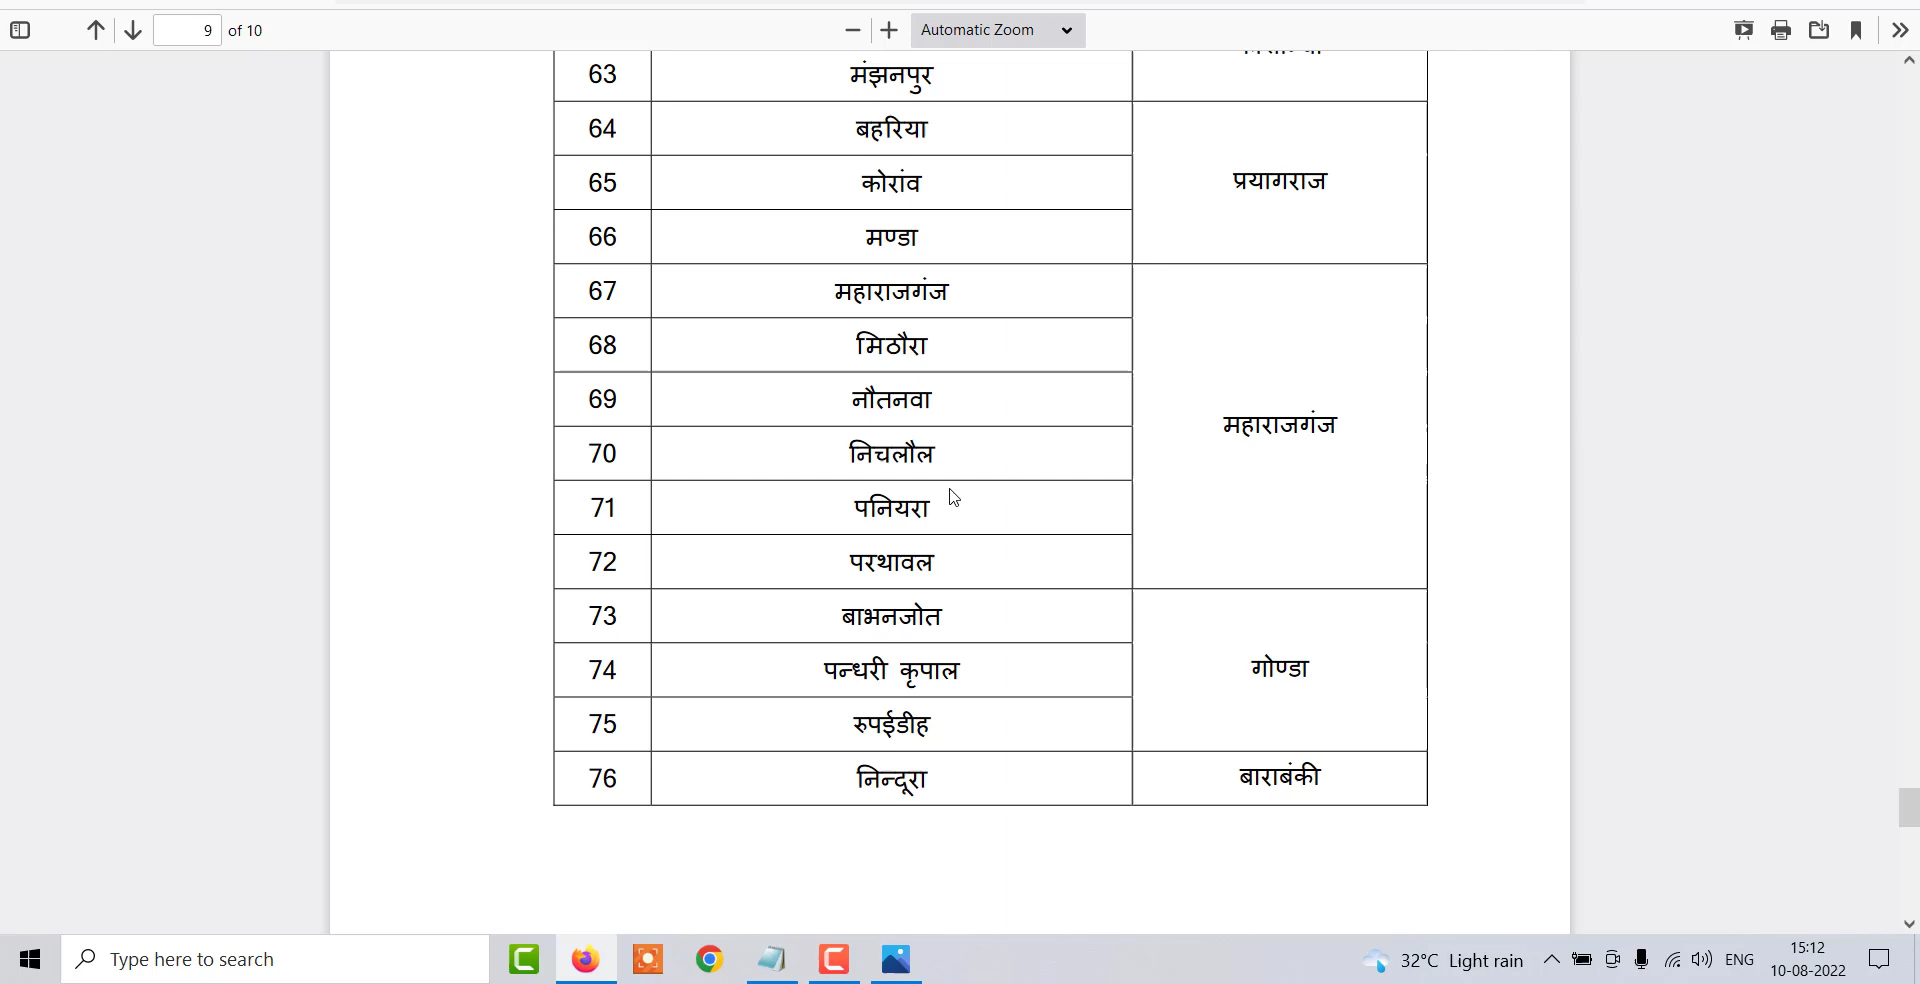 9 of 10
Automatic Zoom
63 मंझनपुर
64 बहरिया
65 कोरांव
प्रयागराज
66 मण्डा
67 महाराजगंज
68 मिठौरा
69 नौतनवा
महाराजगंज
70 निचलौल
71 पनियरा
72 परथावल
73 बाभनजोत
74 पन्धरी कृपाल
गोण्डा
75 रुपईडीह
76 निन्दूरा बाराबंकी
Type here to search
32°C Light rain
ENG
15:12
10-08-2022